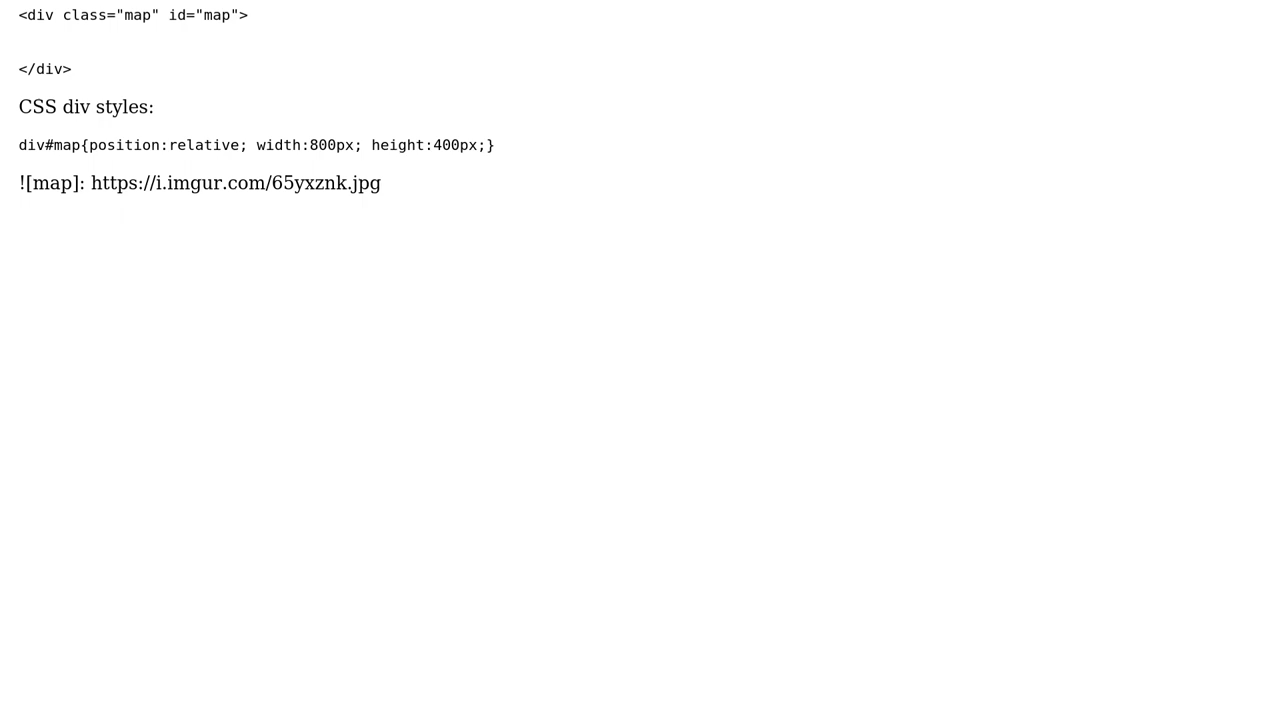 <div class="map" id="map">
</div>
CSS div styles:
div#map{position:relative; width:800px; height:400px;}
![map]: https://i.imgur.com/65yxznk.jpg